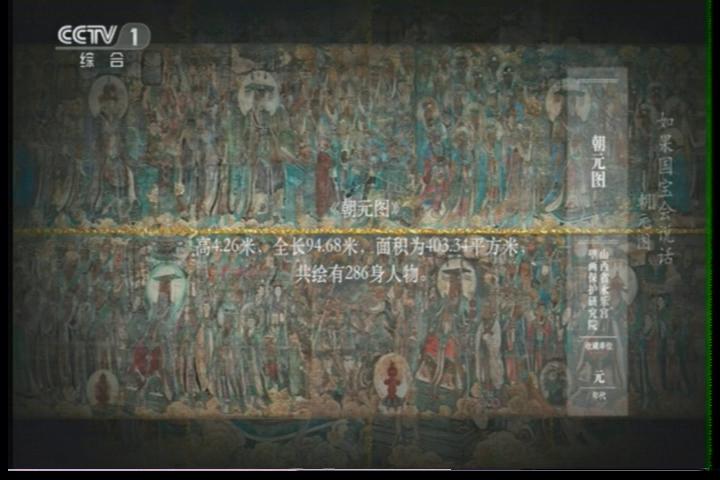 CCTV 1
综合
《朝元图》
高4.26米，全长94.68米，面积为403.34平方米，
共绘有286身人物。
如果国宝会说话
朝元图
朝元图
山西省永乐宫
壁画保护研究院
收藏单位
元
年代